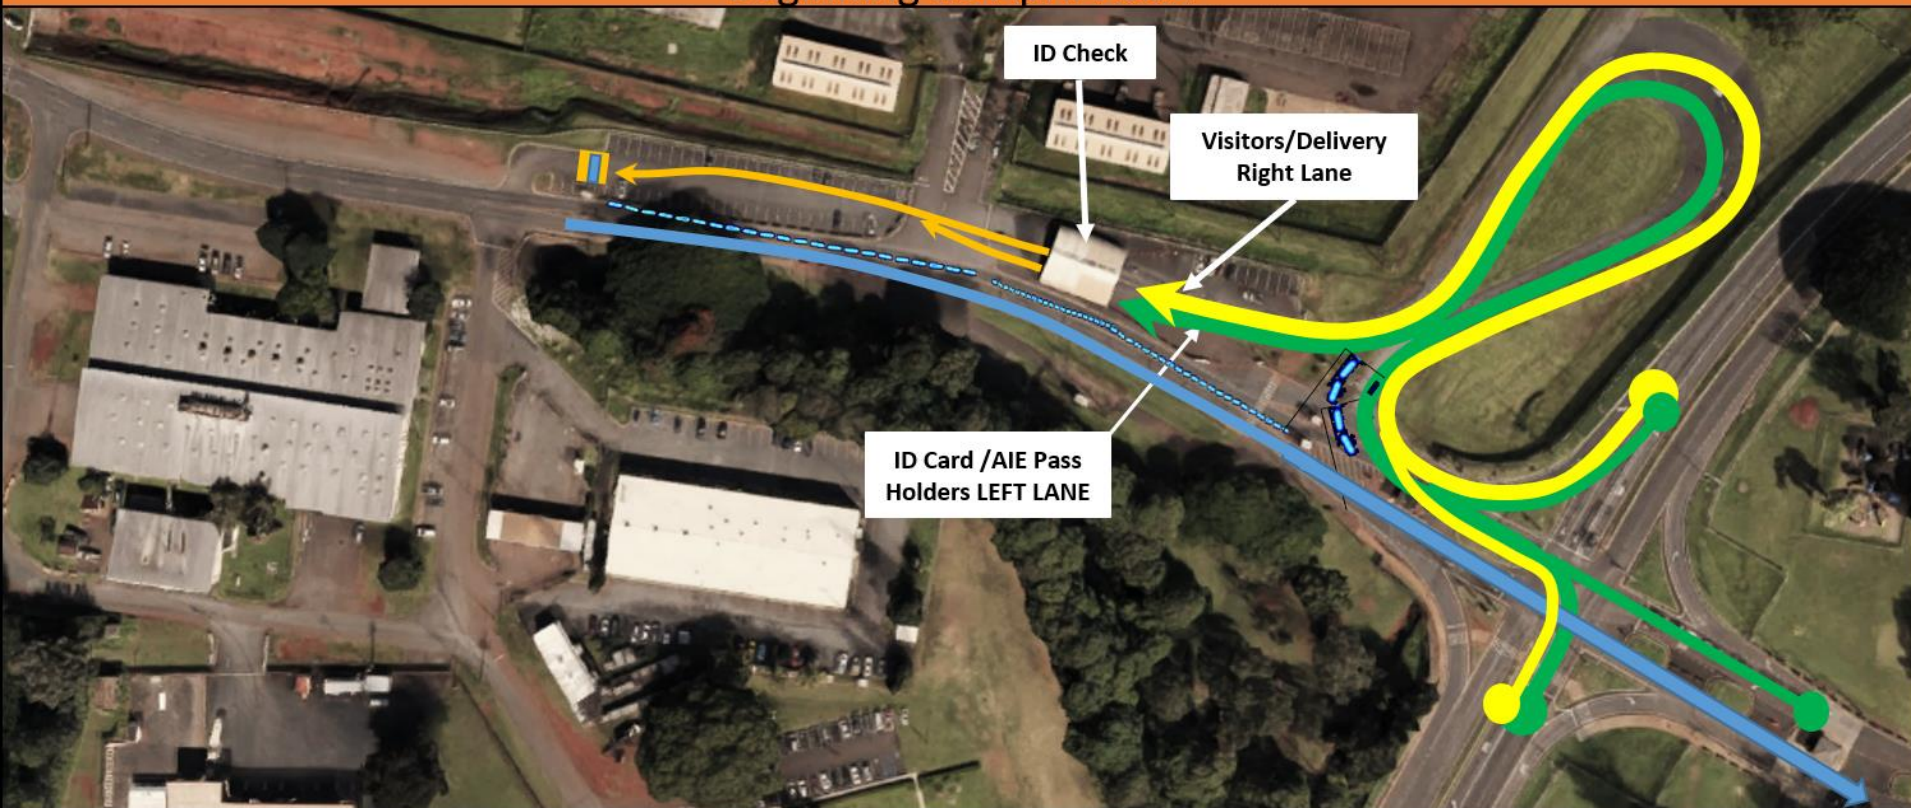 ID Check
Visitors/Delivery
Right Lane
ID Card /AIE Pass
Holders LEFT LANE